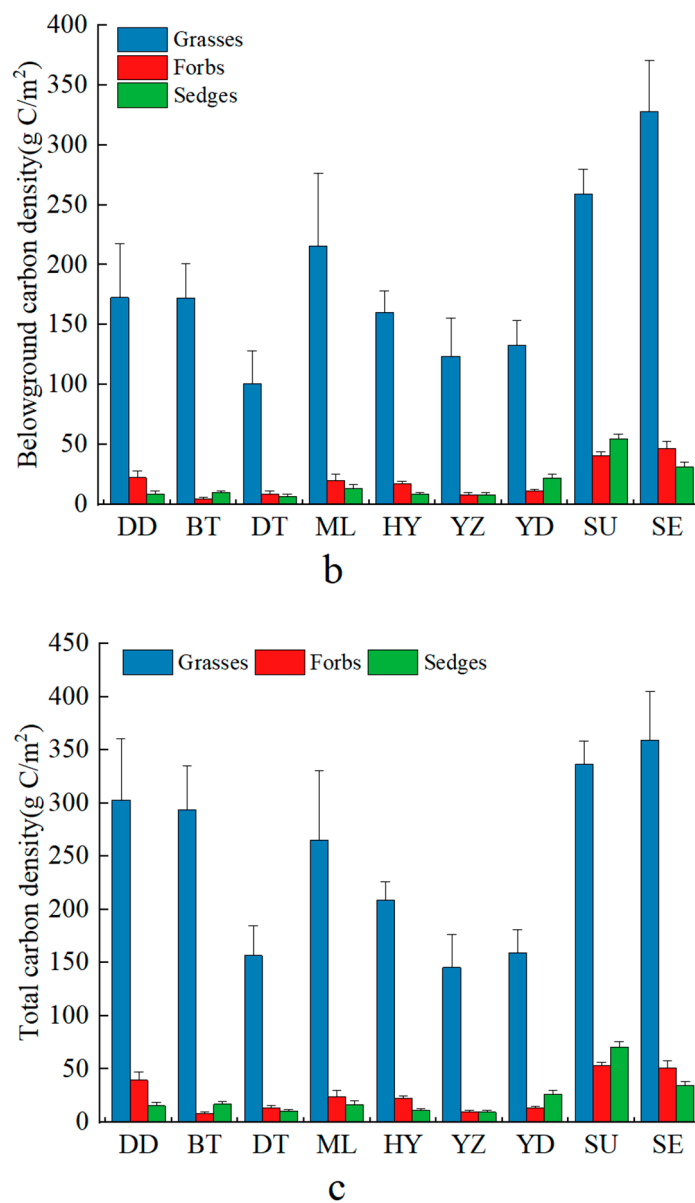 Belowground carbon density(g C/m²)
400
350
300
250
200
150
100
50
0
Grasses
Forbs
Sedges
DD BT DT ML HY YZ YD SU SE
b
Total carbon density(g C/m²)
450
400
350
300
250
200
150
100
50
0
Grasses Forbs Sedges
DD BT DT ML HY YZ YD SU SE
c